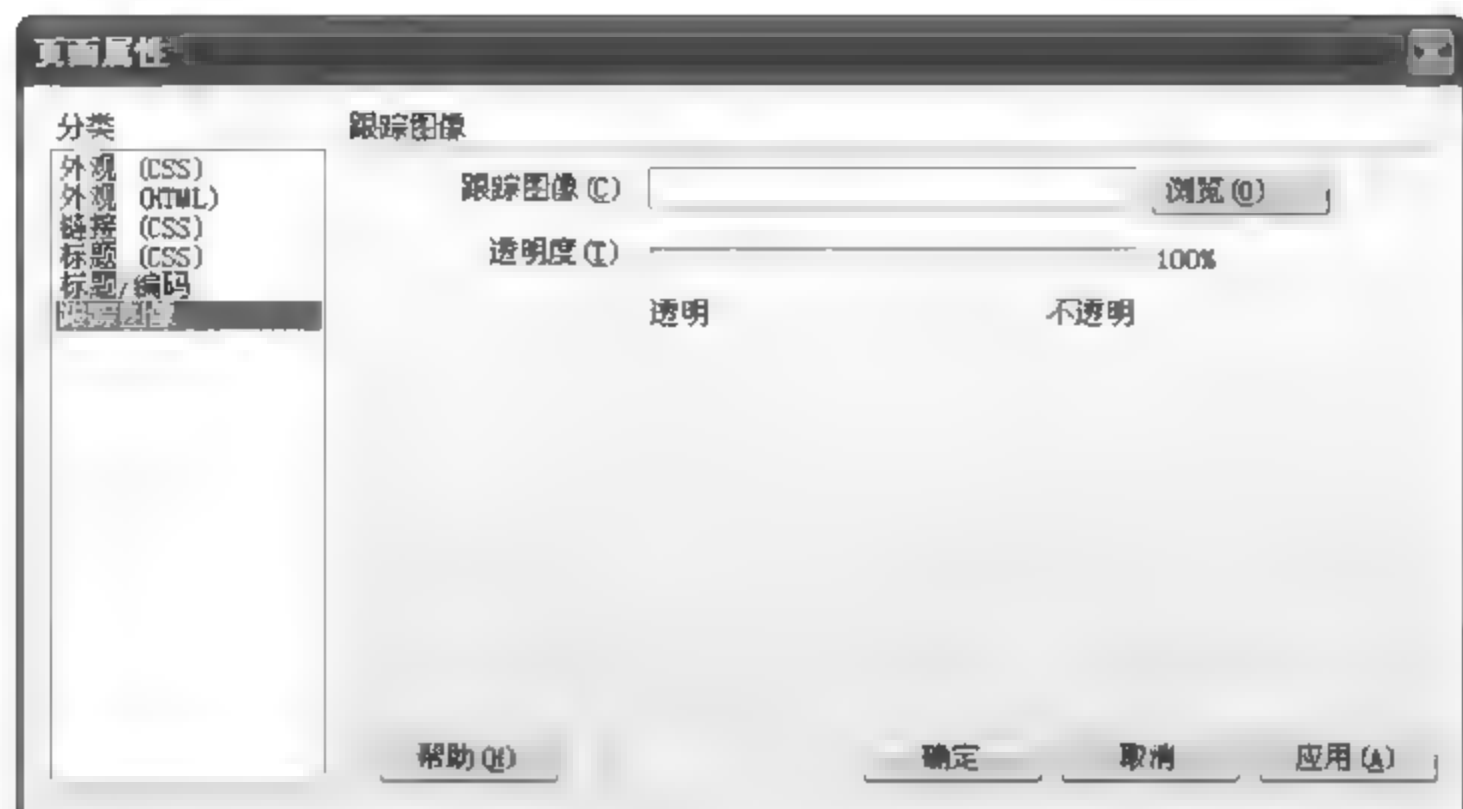 页面属性
分类
外观 (CSS)
外观 (HTML)
链接 (CSS)
标题 (CSS)
标题/编码
跟踪图像
跟踪图像
跟踪图像(C)
浏览(O)
透明度(T)
100%
透明
不透明
帮助(H)
确定
取消
应用(A)